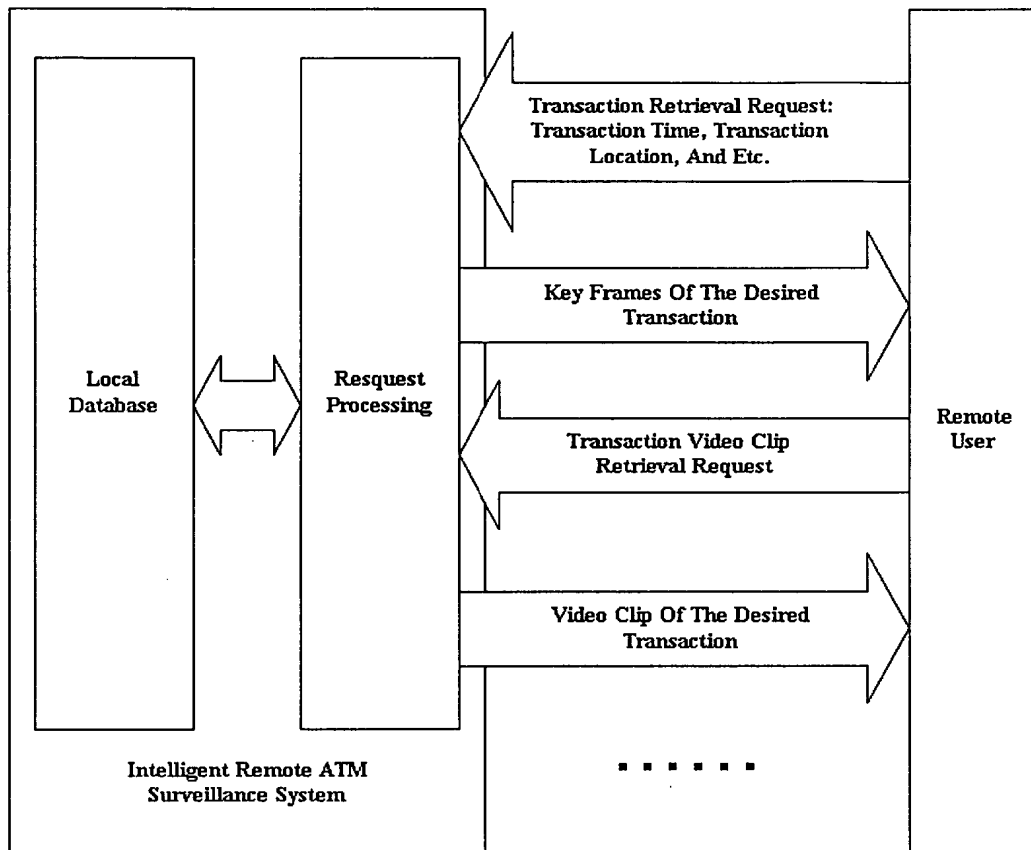 Transaction Retrieval Request:
Transaction Time, Transaction
Location, And Etc.
Key Frames Of The Desired
Transaction
Local
Database
Resquest
Processing
Transaction Video Clip
Retrieval Request
Remote
User
Video Clip Of The Desired
Transaction
Intelligent Remote ATM
Surveillance System